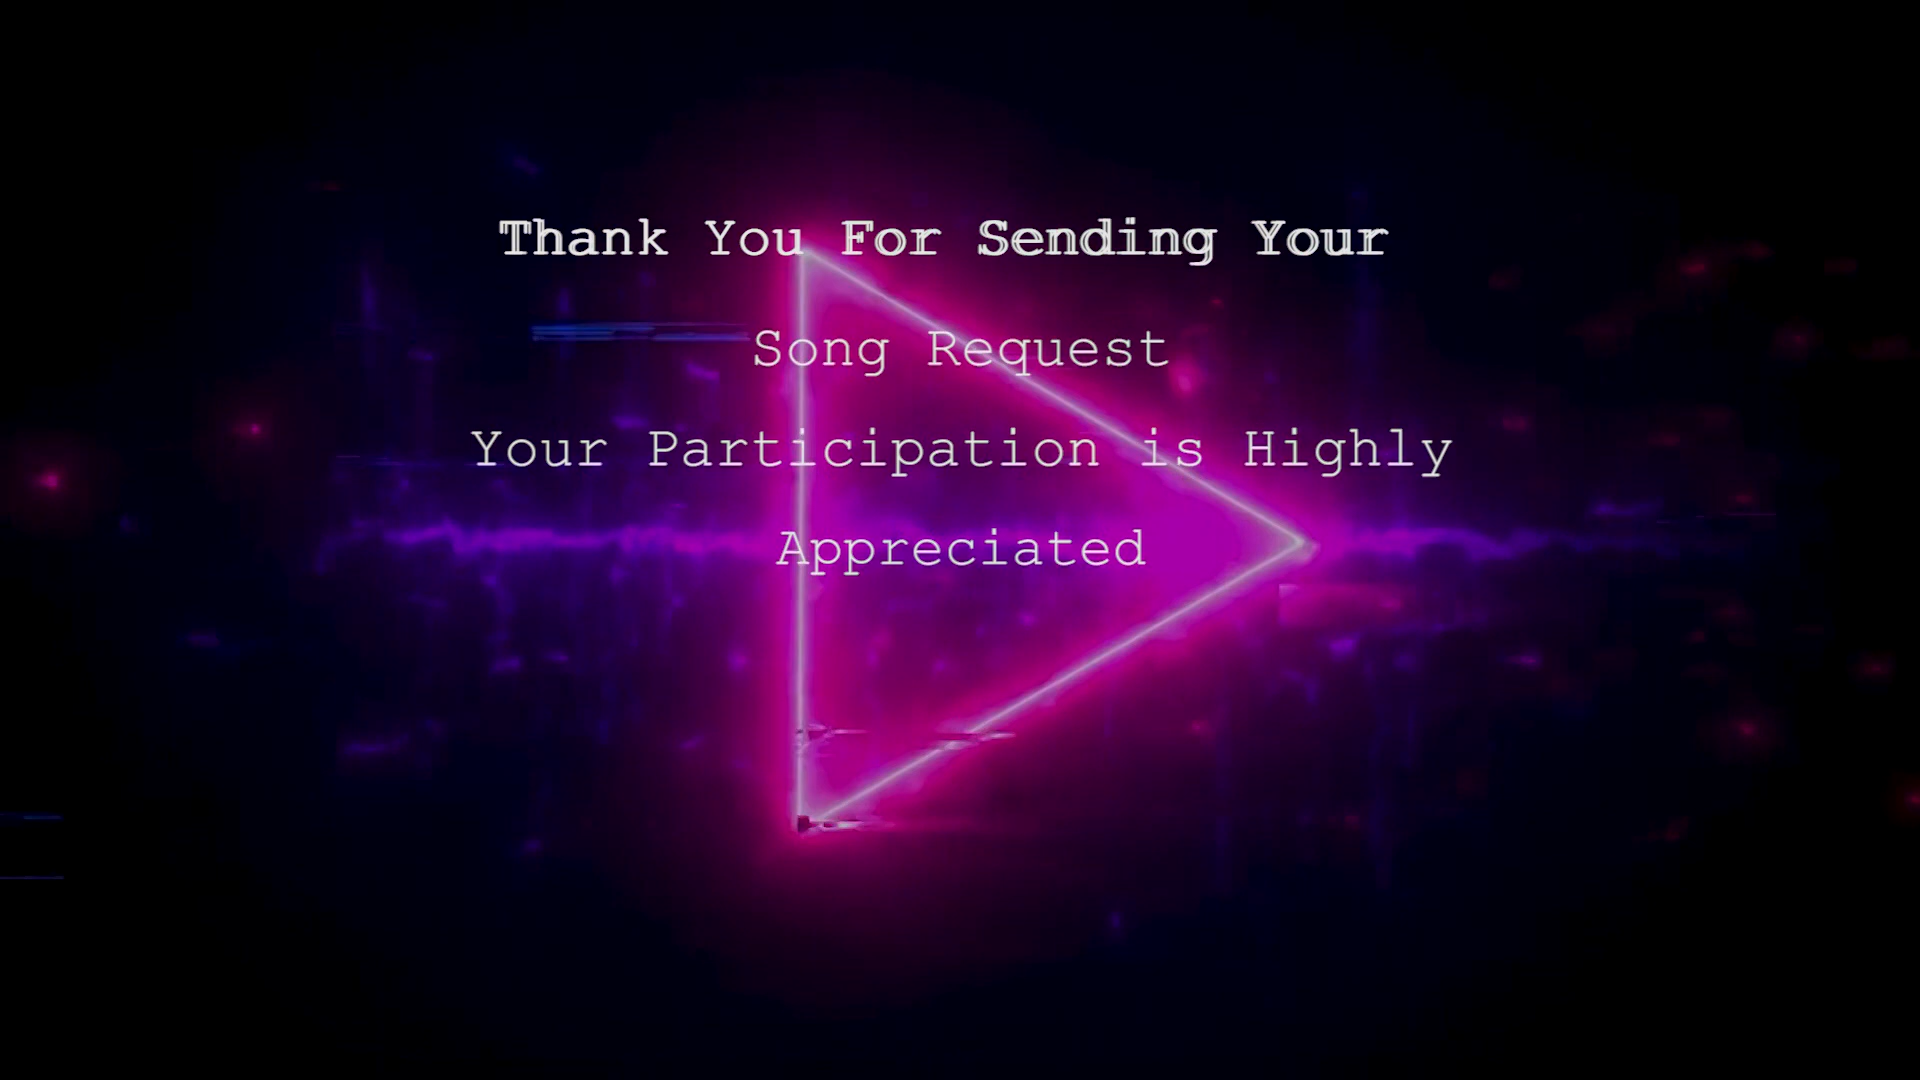 Thank You For Sending Your
Song Request
Your Participation is Highly
Appreciated